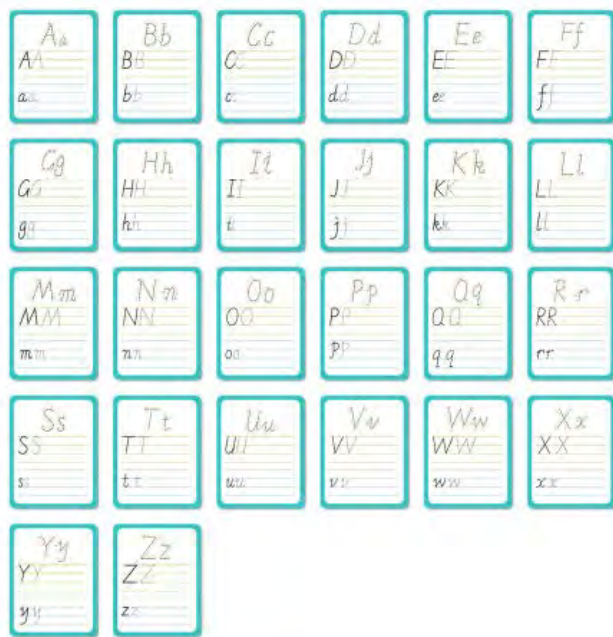 Aa Bb Cc Dd Ee Ff
AA BB CC DD EE FF
aa bb cc dd ee ff
Gg Hh Ii Jj Kk Ll
GG HH II JJ KK LL
gg hh ii jj kk ll
Mm Nn Oo Pp Qq Rr
MM NN OO PP QQ RR
mm nn oo pp qq rr
Ss Tt Uu Vv Ww Xx
SS TT UU VV WW XX
ss tt uu vv ww xx
Yy Zz
YY ZZ
yy zz